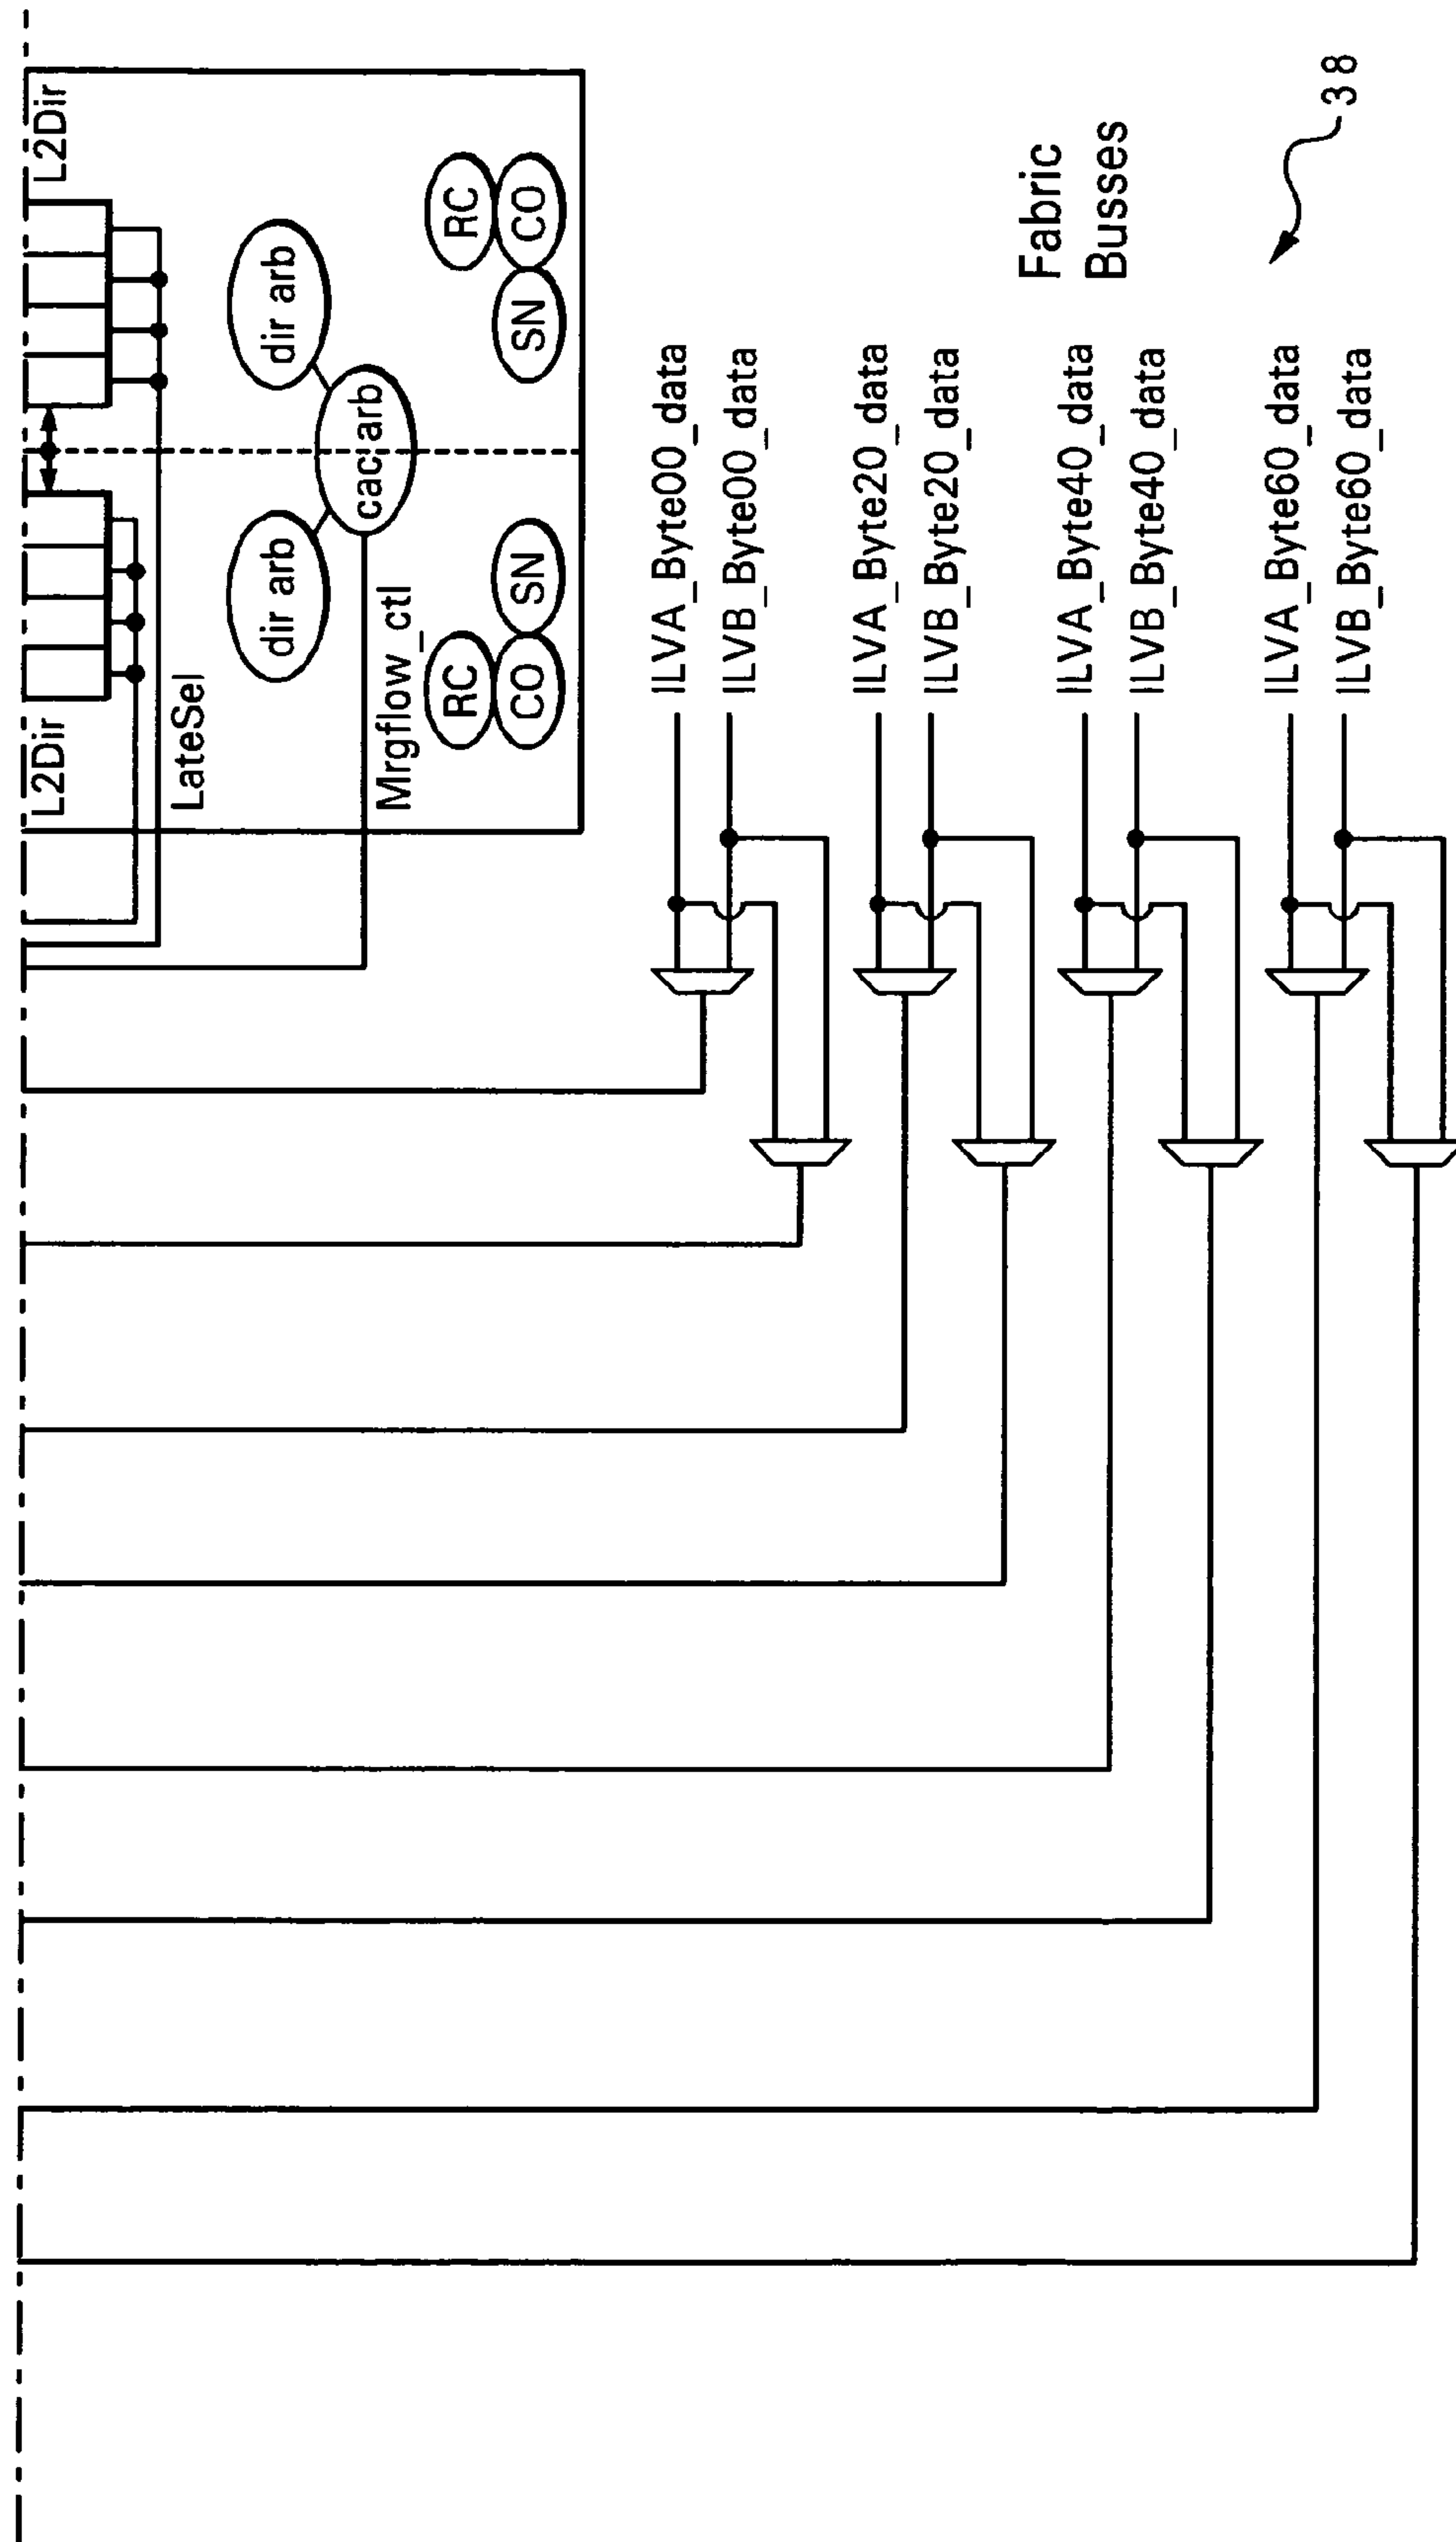 L2Dir
L2Dir
LateSel
dir arb
dir arb
cac arb
Mrgflow_ctl
RC
CO
SN
SN
RC
CO
ILVA_Byte00_data
ILVB_Byte00_data
ILVA_Byte20_data
ILVB_Byte20_data
ILVA_Byte40_data
ILVB_Byte40_data
ILVA_Byte60_data
ILVB_Byte60_data
Fabric
Busses
38